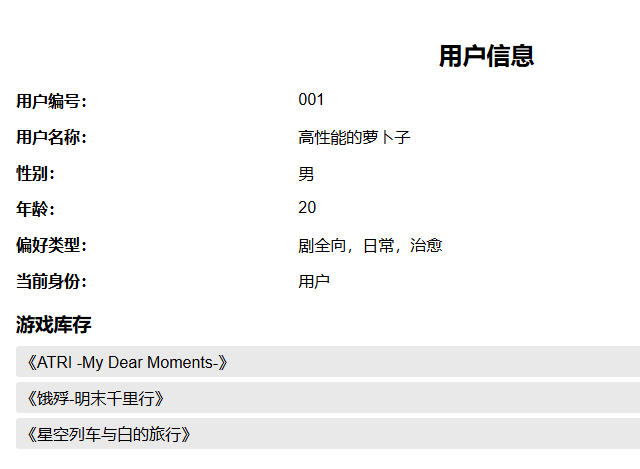 用户信息
用户编号： 001
用户名称： 高性能的萝卜子
性别： 男
年龄： 20
偏好类型： 剧全向，日常，治愈
当前身份： 用户
游戏库存
《ATRI -My Dear Moments-》
《饿殍-明末千里行》
《星空列车与白的旅行》